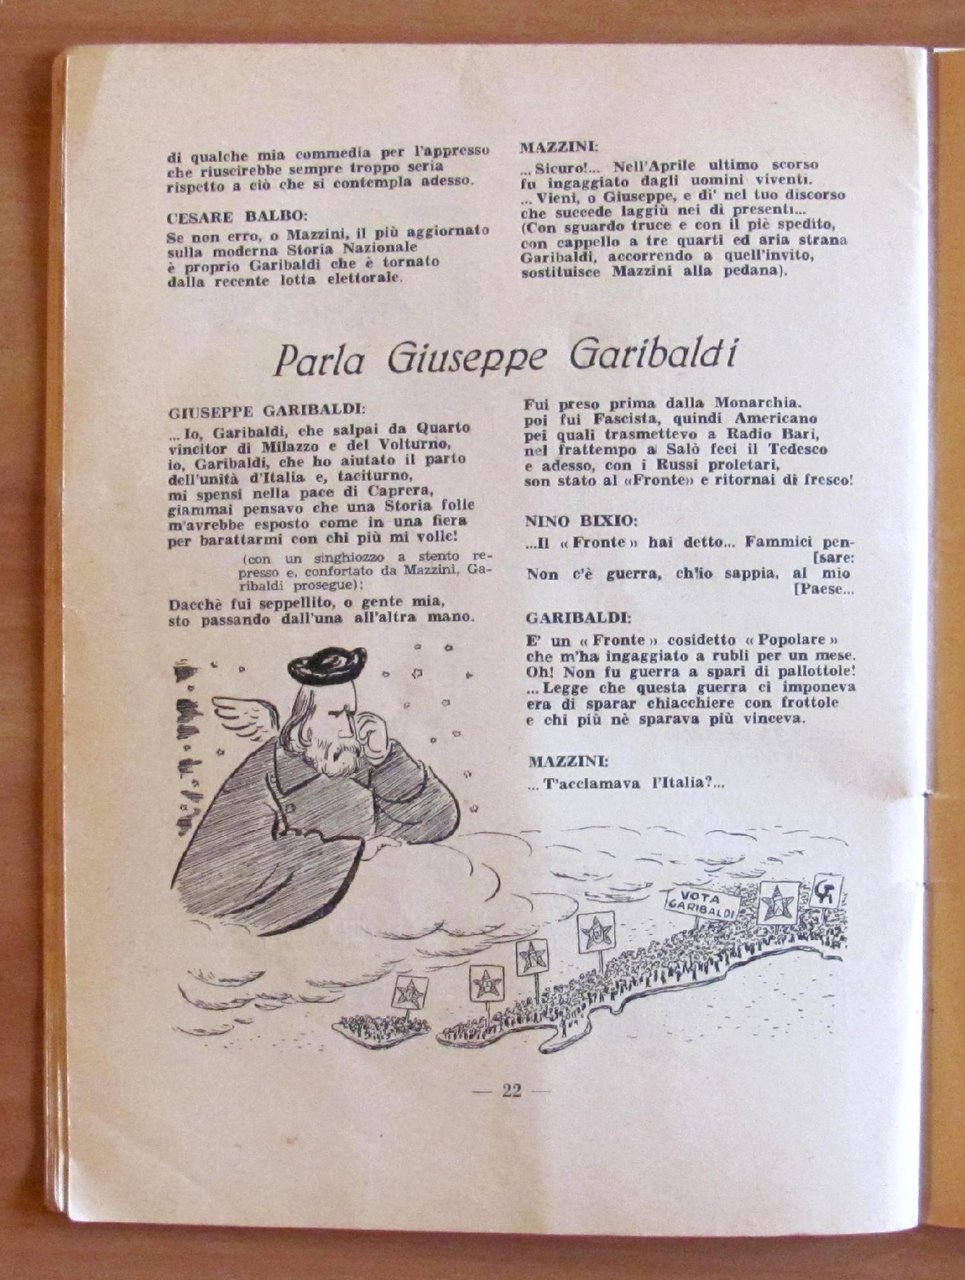 di qualche mia commedia per l'appresso
che riuscirebbe sempre troppo seria
rispetto a ciò che si contempla adesso.
CESARE BALBO:
Se non erro, o Mazzini, il più aggiornato
sulla moderna Storia Nazionale
è proprio Garibaldi che è tornato
dalla recente lotta elettorale.
MAZZINI:
... Sicuro!... Nell'Aprile ultimo scorso
fu ingaggiato dagli uomini viventi.
... Vieni, o Giuseppe, e di' nel tuo discorso
che succede laggiù nei dì presenti...
(Con sguardo truce e con il piè spedito,
con cappello a tre quarti ed aria strana
Garibaldi, accorrendo a quell'invito,
sostituisce Mazzini alla pedana).
Parla Giuseppe Garibaldi
GIUSEPPE GARIBALDI:
... Io, Garibaldi, che salpai da Quarto
vincitor di Milazzo e del Volturno,
io, Garibaldi, che ho aiutato il parto
dell'unità d'Italia e, taciturno,
mi spensi nella pace di Caprera,
giammai pensavo che una Storia folle
m'avrebbe esposto come in una fiera
per barattarmi con chi più mi volle!
(con un singhiozzo a stento re-
presso e, confortato da Mazzini, Ga-
ribaldi prosegue):
Dacchè fui seppellito, o gente mia,
sto passando dall'una all'altra mano.
Fui preso prima dalla Monarchia.
poi fui Fascista, quindi Americano
pei quali trasmettevo a Radio Bari,
nel frattempo a Salò feci il Tedesco
e adesso, con i Russi proletari,
son stato al «Fronte» e ritornai di fresco!
NINO BIXIO:
...Il «Fronte» hai detto... Fammici pen-
[sare:
Non c'è guerra, ch'io sappia, al mio
[Paese...
GARIBALDI:
E' un «Fronte» cosidetto «Popolare»
che m'ha ingaggiato a rubli per un mese.
Oh! Non fu guerra a spari di pallottole!
... Legge che questa guerra ci imponeva
era di sparar chiacchiere con frottole
e chi più nè sparava più vinceva.
MAZZINI:
... T'acclamava l'Italia?...
VOTA
GARIBALDI
— 22 —